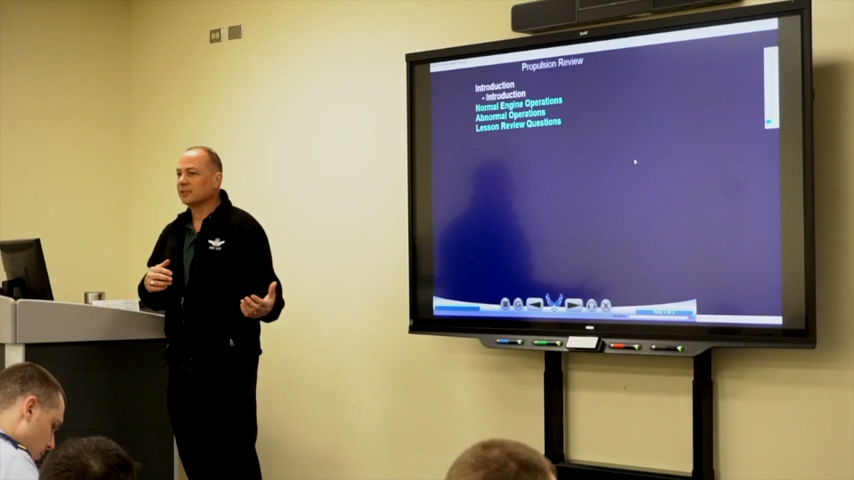 Propulsion Review
Introduction
- Introduction
Normal Engine Operations
Abnormal Operations
Lesson Review Questions